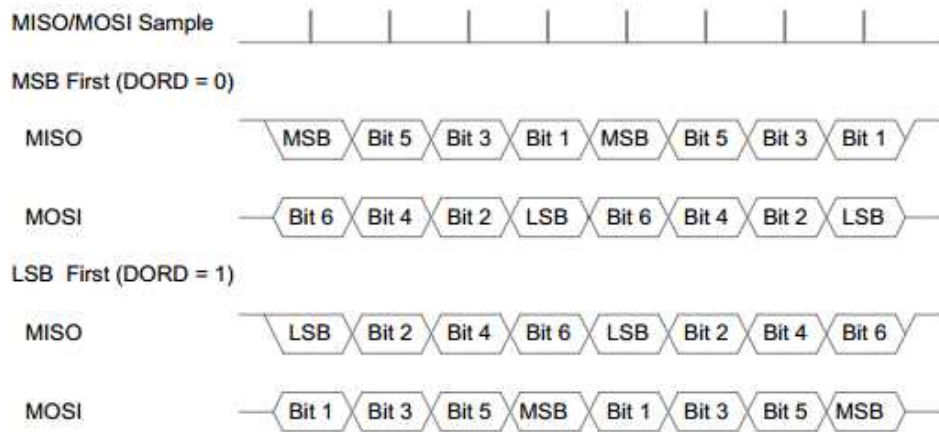 MISO/MOSI Sample
MSB First (DORD = 0)
MISO MSB Bit 5 Bit 3 Bit 1 MSB Bit 5 Bit 3 Bit 1
MOSI Bit 6 Bit 4 Bit 2 LSB Bit 6 Bit 4 Bit 2 LSB
LSB First (DORD = 1)
MISO LSB Bit 2 Bit 4 Bit 6 LSB Bit 2 Bit 4 Bit 6
MOSI Bit 1 Bit 3 Bit 5 MSB Bit 1 Bit 3 Bit 5 MSB